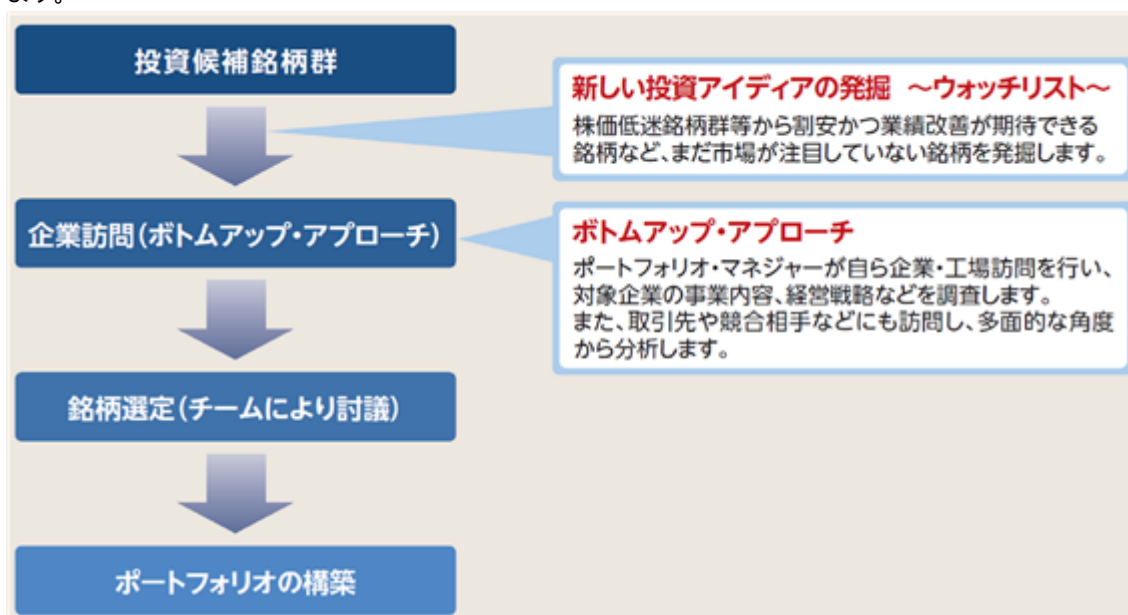 ます。
投資候補銘柄群
新しい投資アイディアの発掘 ~ウォッチリスト~
株価低迷銘柄群等から割安かつ業績改善が期待できる
銘柄など、まだ市場が注目していない銘柄を発掘します。
企業訪問(ボトムアップ・アプローチ)
ボトムアップ・アプローチ
ポートフォリオ・マネジャーが自ら企業・工場訪問を行い、
対象企業の事業内容、経営戦略などを調査します。
また、取引先や競合相手などにも訪問し、多面的な角度
から分析します。
銘柄選定(チームにより討議)
ポートフォリオの構築